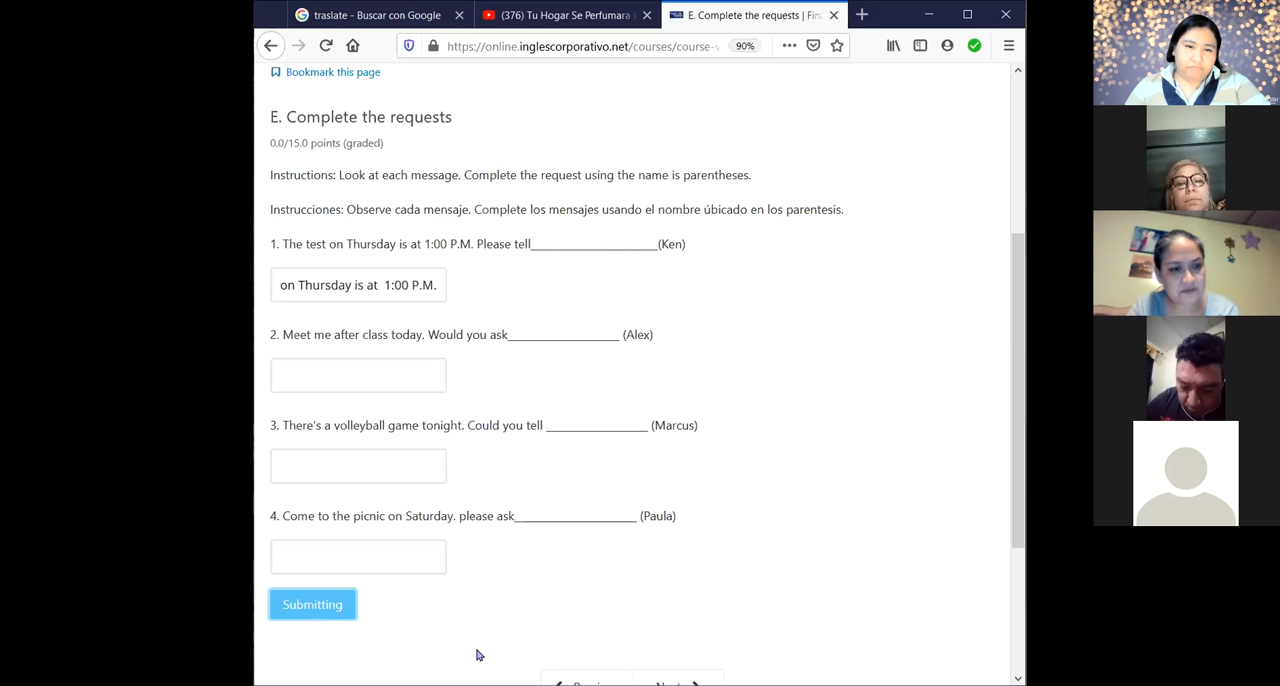 traslate - Buscar con Google
(376) Tu Hogar Se Perfumara
E. Complete the requests | Fin
https://online.inglescorporativo.net/courses/course-v
90%
Bookmark this page
E. Complete the requests
0.0/15.0 points (graded)
Instructions: Look at each message. Complete the request using the name is parentheses.
Instrucciones: Observe cada mensaje. Complete los mensajes usando el nombre úbicado en los parentesis.
1. The test on Thursday is at 1:00 P.M. Please tell____________________(Ken)
on Thursday is at 1:00 P.M.
2. Meet me after class today. Would you ask__________________ (Alex)
3. There's a volleyball game tonight. Could you tell ________________ (Marcus)
4. Come to the picnic on Saturday. please ask___________________ (Paula)
Submitting